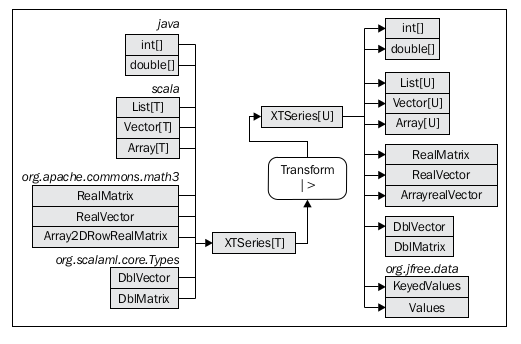 java
int[]
double[]
scala
List[T]
Vector[T]
Array[T]
org.apache.commons.math3
RealMatrix
RealVector
Array2DRowRealMatrix
org.scalaml.core.Types
DblVector
DblMatrix
XTSeries[T]
Transform
| >
XTSeries[U]
int[]
double[]
List[U]
Vector[U]
Array[U]
RealMatrix
RealVector
ArrayrealVector
DblVector
DblMatrix
org.jfree.data
KeyedValues
Values